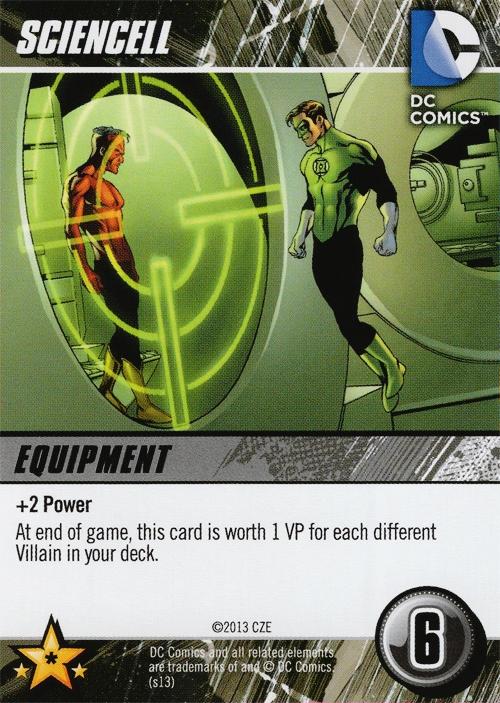 SCIENCELL
DC
COMICS™
EQUIPMENT
+2 Power
At end of game, this card is worth 1 VP for each different
Villain in your deck.
©2013 CZE
*
6
DC Comics and all related elements
are trademarks of and © DC Comics.
(s13)